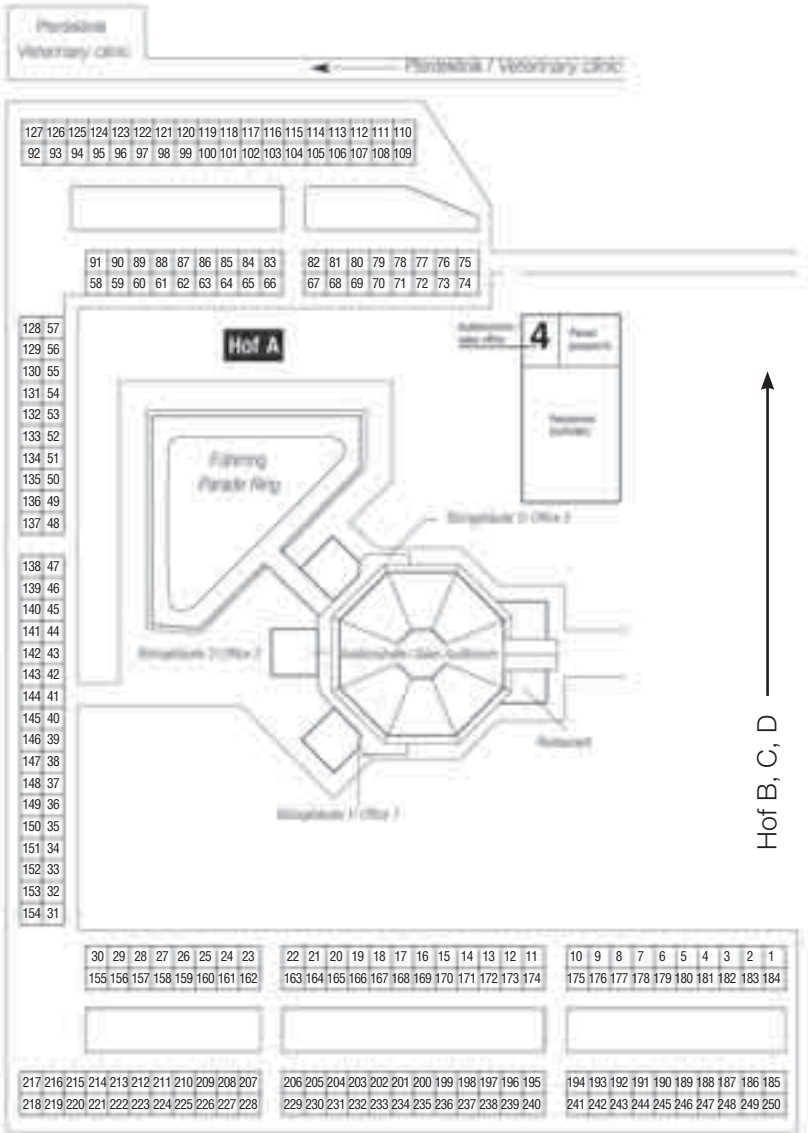 Veterinary clinic
Pferdeklinik / Veterinary clinic
127 126 125 124 123 122 121 120 119 118 117 116 115 114 113 112 111 110
92 93 94 95 96 97 98 99 100 101 102 103 104 105 106 107 108 109
91 90 89 88 87 86 85 84 83
58 59 60 61 62 63 64 65 66
82 81 80 79 78 77 76 75
67 68 69 70 71 72 73 74
128 57
129 56
130 55
131 54
132 53
133 52
134 51
135 50
136 49
137 48
Hof A
4
Führring
Parade Ring
138 47
139 46
140 45
141 44
142 43
143 42
144 41
145 40
146 39
147 38
148 37
149 36
150 35
151 34
152 33
153 32
154 31
Restaurant
Hof B, C, D
30 29 28 27 26 25 24 23
155 156 157 158 159 160 161 162
22 21 20 19 18 17 16 15 14 13 12 11
163 164 165 166 167 168 169 170 171 172 173 174
10 9 8 7 6 5 4 3 2 1
175 176 177 178 179 180 181 182 183 184
217 216 215 214 213 212 211 210 209 208 207
218 219 220 221 222 223 224 225 226 227 228
206 205 204 203 202 201 200 199 198 197 196 195
229 230 231 232 233 234 235 236 237 238 239 240
194 193 192 191 190 189 188 187 186 185
241 242 243 244 245 246 247 248 249 250